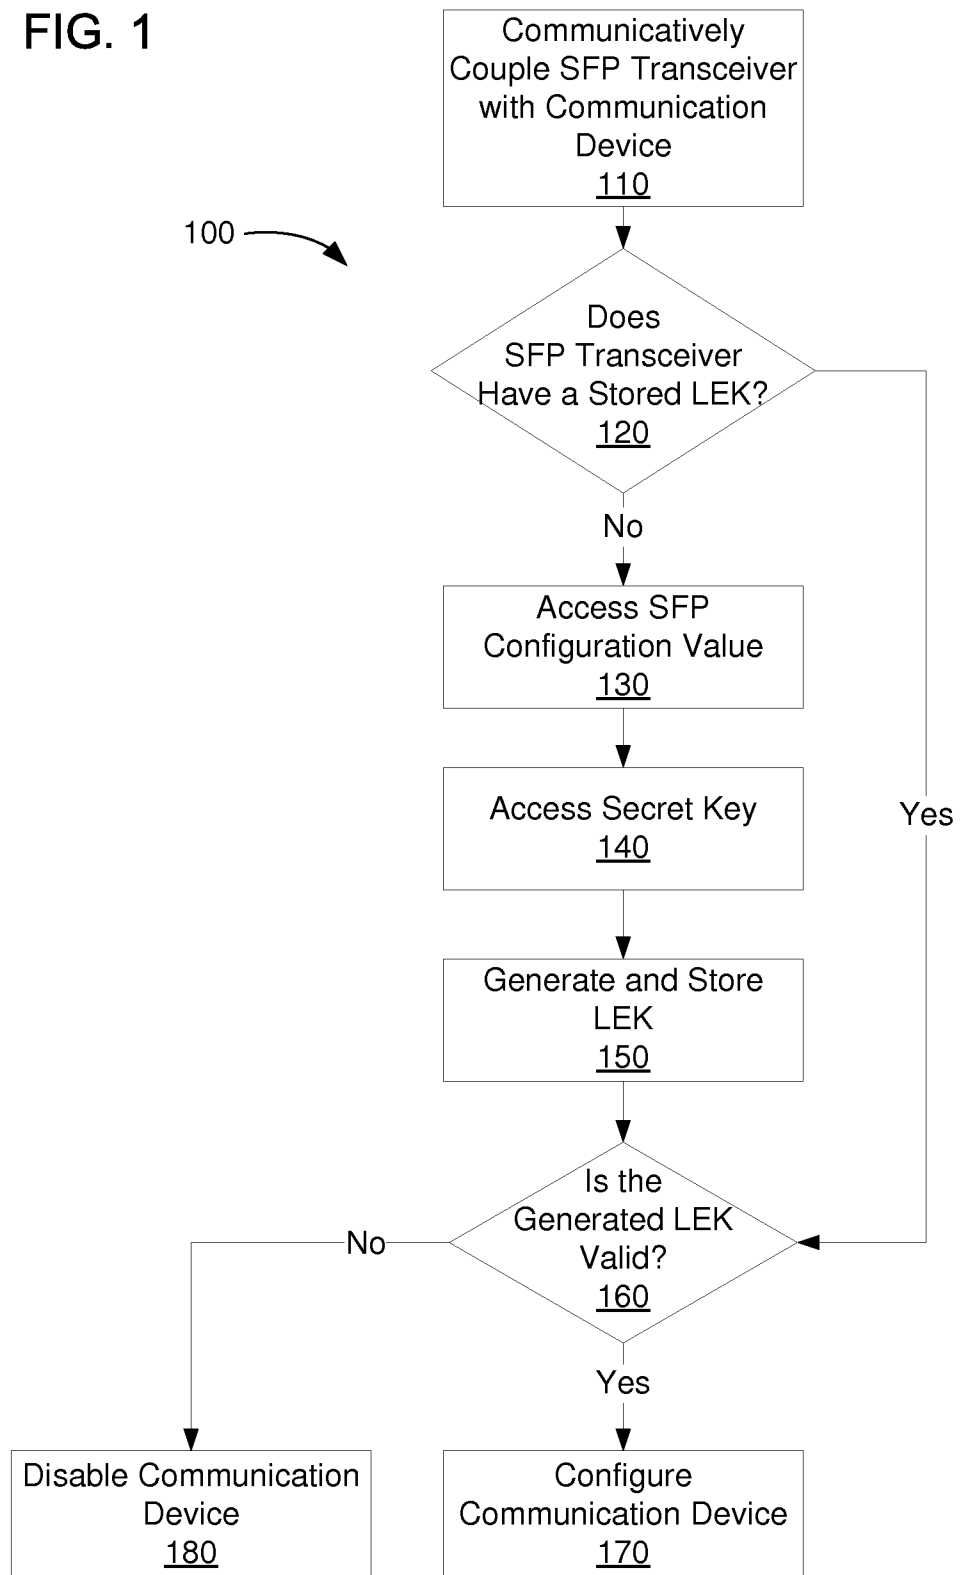 FIG. 1
Communicatively
Couple SFP Transceiver
with Communication
Device
110
100
Does
SFP Transceiver
Have a Stored LEK?
120
No
Access SFP
Configuration Value
130
Access Secret Key
140
Yes
Generate and Store
LEK
150
Is the
Generated LEK
Valid?
160
No
Yes
Disable Communication
Device
180
Configure
Communication Device
170